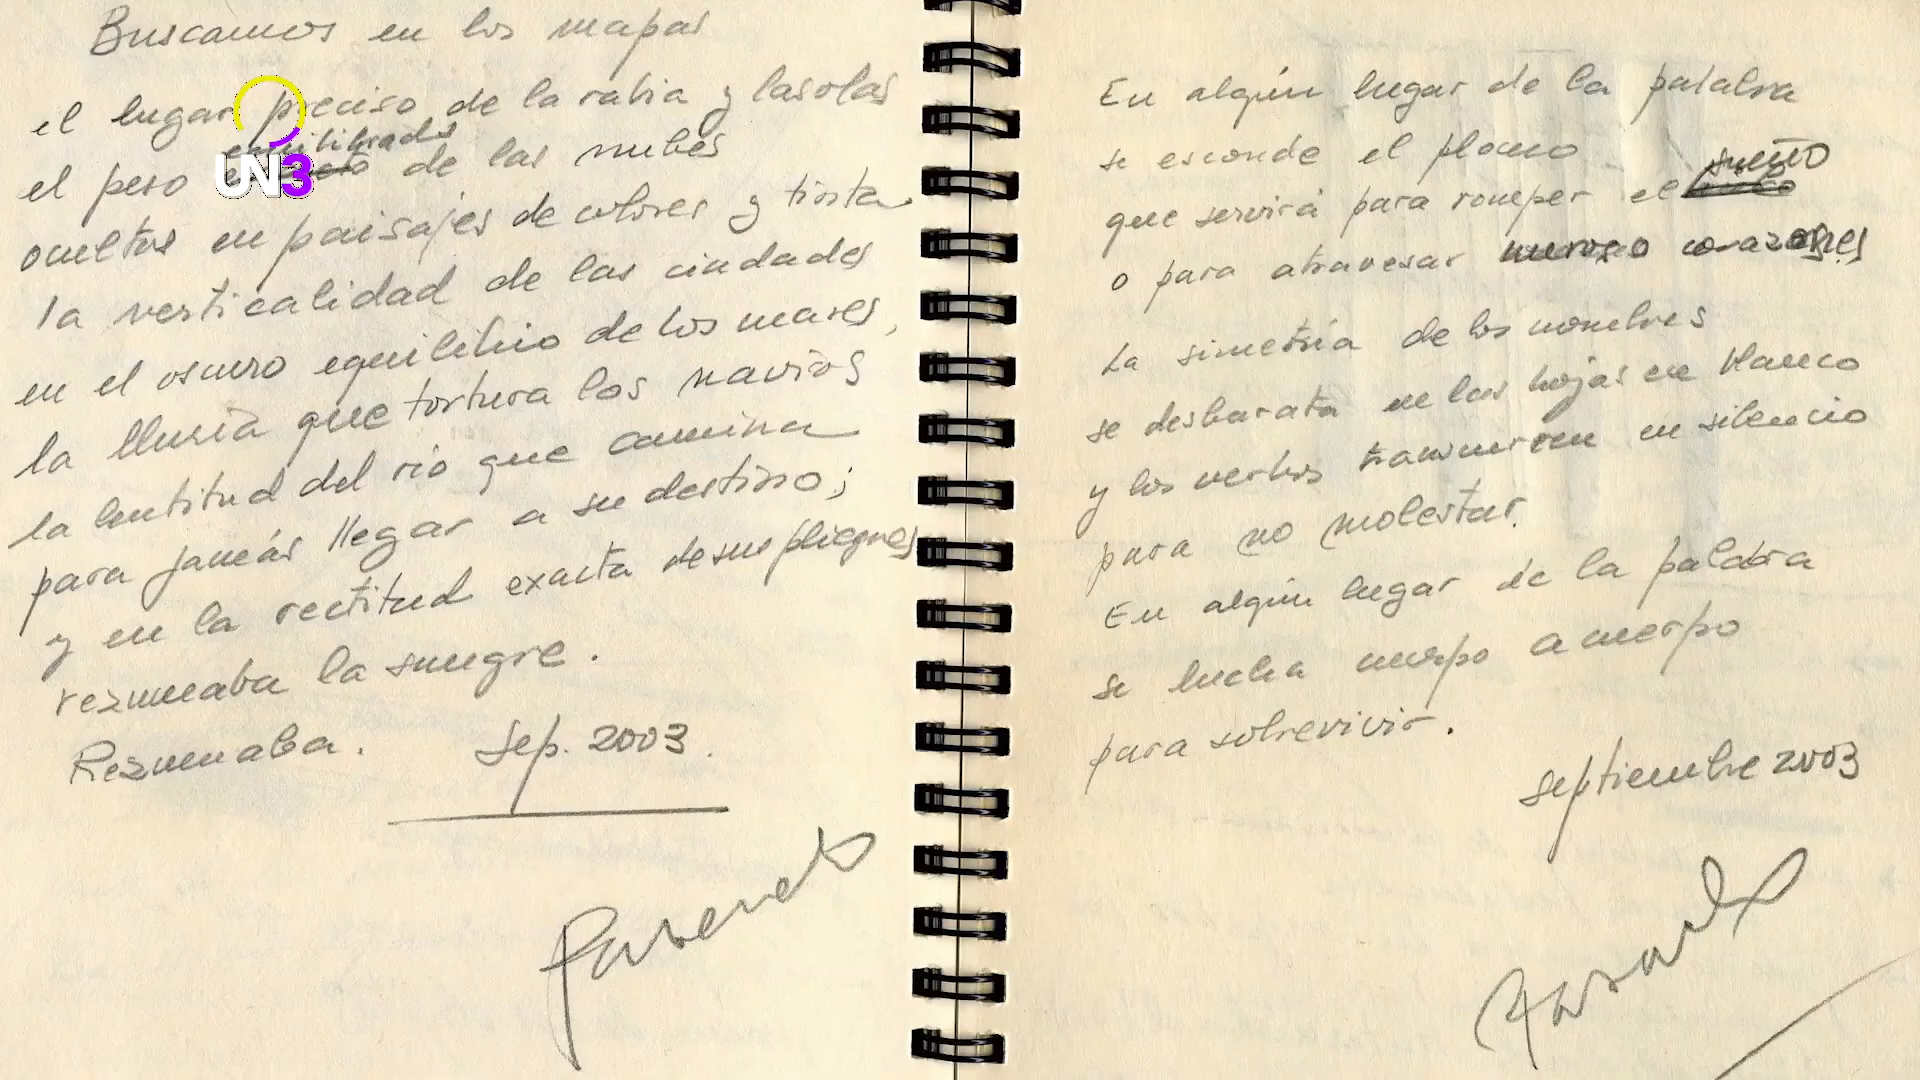 Buscamos en los mapas
el lugar preciso de la rabia y las olas
equilibrado
el peso de las nubes
ocultos en paisajes de colores y tinta
la verticalidad de las ciudades
en el oscuro equilibrio de los mares,
la lluvia que tortura los navíos
la lentitud del río que camina
para jamás llegar a su destino;
y en la rectitud exacta de sus pliegues
rezumaba la sangre.
Rezumaba. Sep. 2003.
UN3
En algún lugar de la palabra
se esconde el plomo
sueño
que servirá para romper el
o para atravesar corazones
La simetría de los nombres
se desbarata en las hojas en blanco
y los verbos transcurren en silencio
para no molestar.
En algún lugar de la palabra
se lucha cuerpo a cuerpo
para sobrevivir.
septiembre 2003